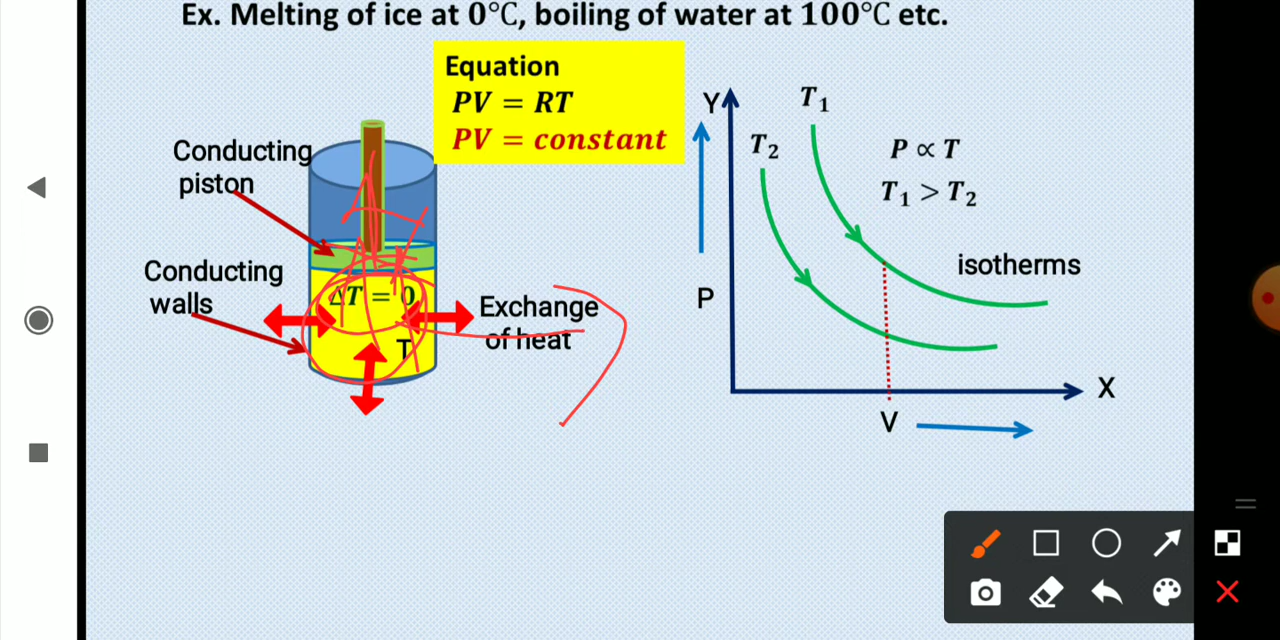 Ex. Melting of ice at 0°C, boiling of water at 100°C etc.
Equation
PV = RT
PV = constant
Conducting
piston
Conducting
walls
ΔT = 0
T
Exchange
of heat
Y
T₁
T₂
P ∝ T
T₁ > T₂
isotherms
P
X
V